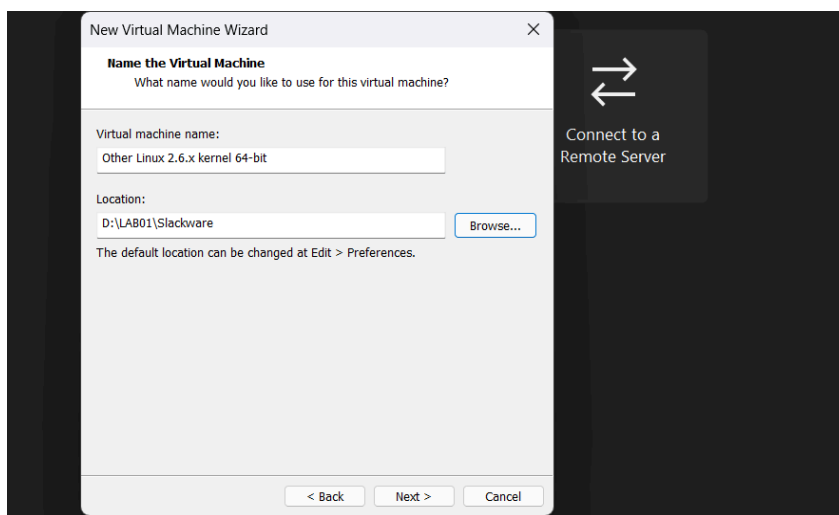 New Virtual Machine Wizard
Name the Virtual Machine
What name would you like to use for this virtual machine?
Virtual machine name:
Other Linux 2.6.x kernel 64-bit
Location:
D:\LAB01\Slackware
Browse...
The default location can be changed at Edit > Preferences.
< Back
Next >
Cancel
Connect to a
Remote Server